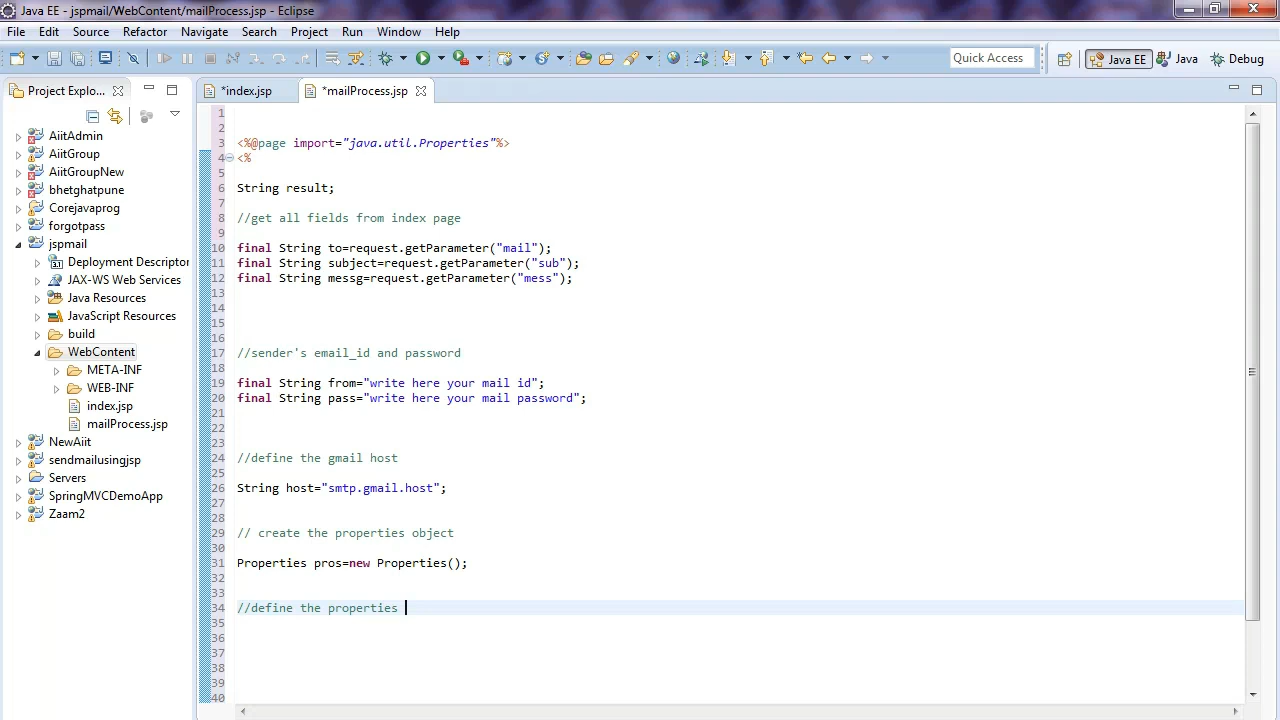 Java EE - jspmail/WebContent/mailProcess.jsp - Eclipse
File Edit Source Refactor Navigate Search Project Run Window Help
Quick Access Java EE Java Debug
Project Explo... *index.jsp *mailProcess.jsp
AiitAdmin
AiitGroup
AiitGroupNew
bhetghatpune
Corejavaprog
forgotpass
jspmail
Deployment Descriptor
JAX-WS Web Services
Java Resources
JavaScript Resources
build
WebContent
META-INF
WEB-INF
index.jsp
mailProcess.jsp
NewAiit
sendmailusingjsp
Servers
SpringMVCDemoApp
Zaam2
1
2
3 <%@page import="java.util.Properties"%>
4 <%
5
6 String result;
7
8 //get all fields from index page
9
10 final String to=request.getParameter("mail");
11 final String subject=request.getParameter("sub");
12 final String messg=request.getParameter("mess");
13
14
15
16
17 //sender's email_id and password
18
19 final String from="write here your mail id";
20 final String pass="write here your mail password";
21
22
23
24 //define the gmail host
25
26 String host="smtp.gmail.host";
27
28
29 // create the properties object
30
31 Properties pros=new Properties();
32
33
34 //define the properties
35
36
37
38
39
40